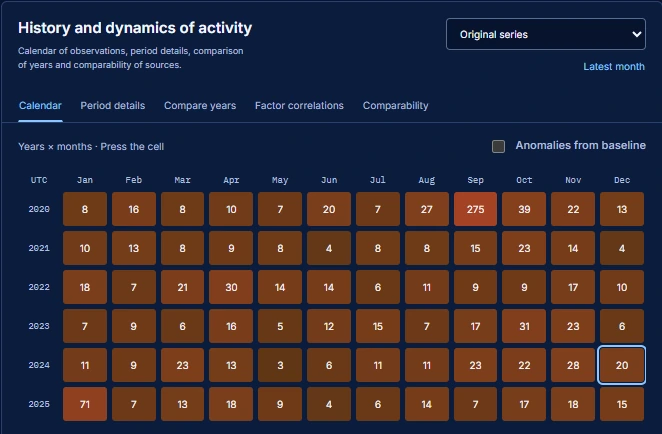 History and dynamics of activity
Original series
Calendar of observations, period details, comparison
of years and comparability of sources.
Latest month
Calendar Period details Compare years Factor correlations Comparability
Years × months · Press the cell
Anomalies from baseline
UTC Jan Feb Mar Apr May Jun Jul Aug Sep Oct Nov Dec
2020 8 16 8 10 7 20 7 27 275 39 22 13
2021 10 13 8 9 8 4 8 8 15 23 14 4
2022 18 7 21 30 14 14 6 11 9 9 17 10
2023 7 9 6 16 5 12 15 7 17 31 23 6
2024 11 9 23 13 3 6 11 11 23 22 28 20
2025 71 7 13 18 9 4 6 14 7 17 18 15